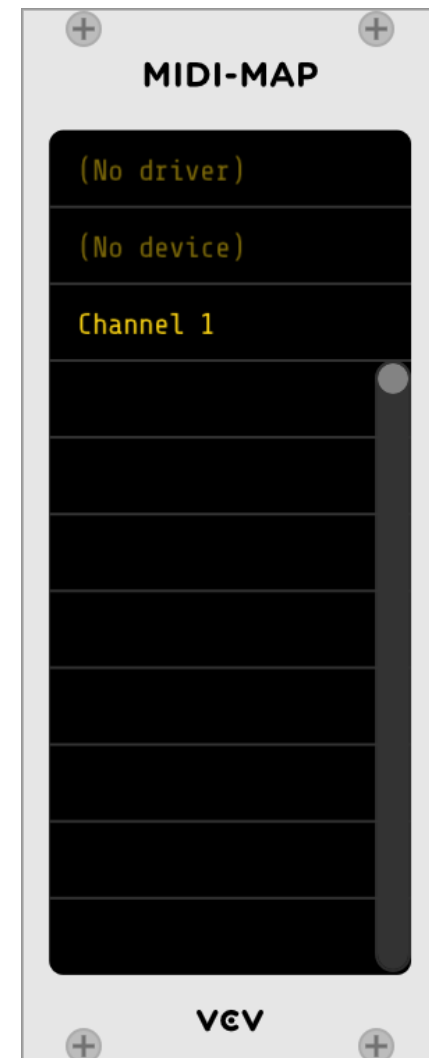 MIDI-MAP
(No driver)
(No device)
Channel 1
VCV